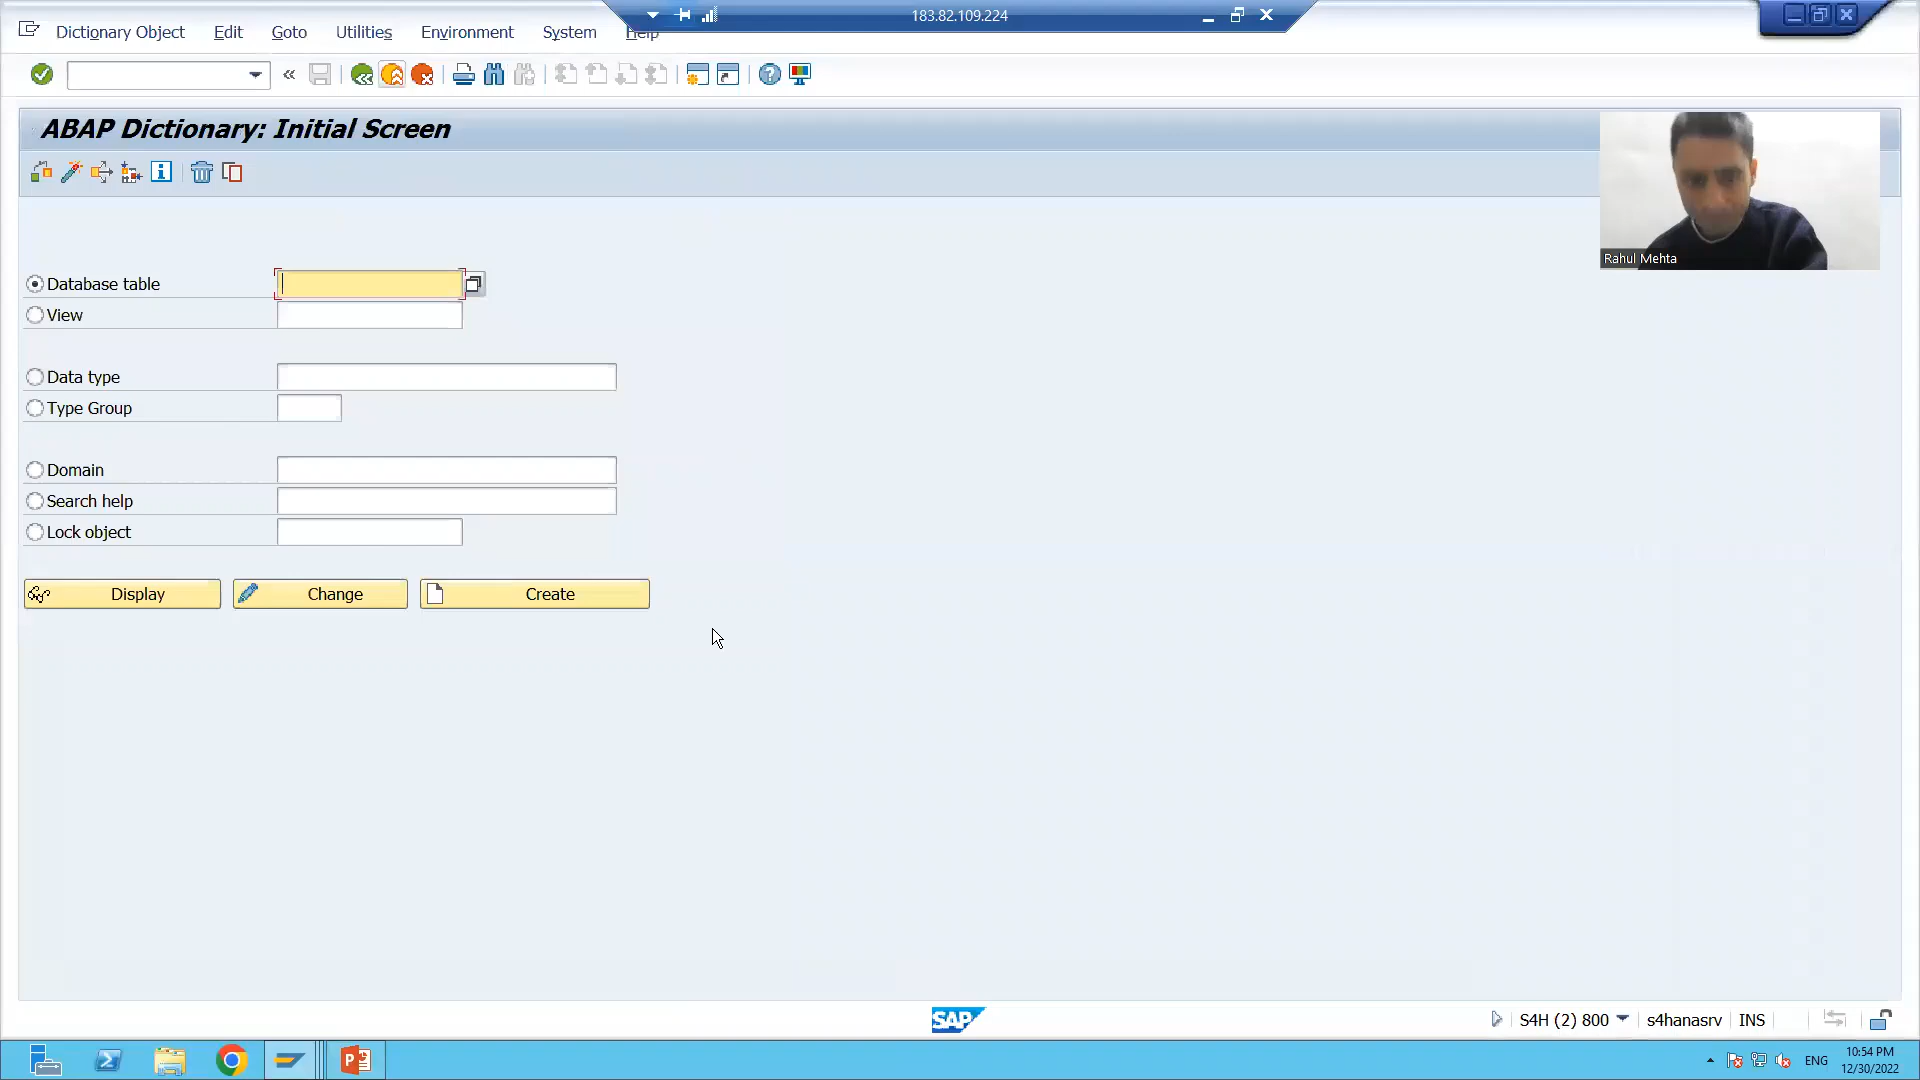 183.82.109.224
Dictionary Object Edit Goto Utilities Environment System Help
ABAP Dictionary: Initial Screen
Rahul Mehta
Database table
View
Data type
Type Group
Domain
Search help
Lock object
Display Change Create
SAP
S4H (2) 800 s4hanasrv INS
ENG
10:54 PM
12/30/2022